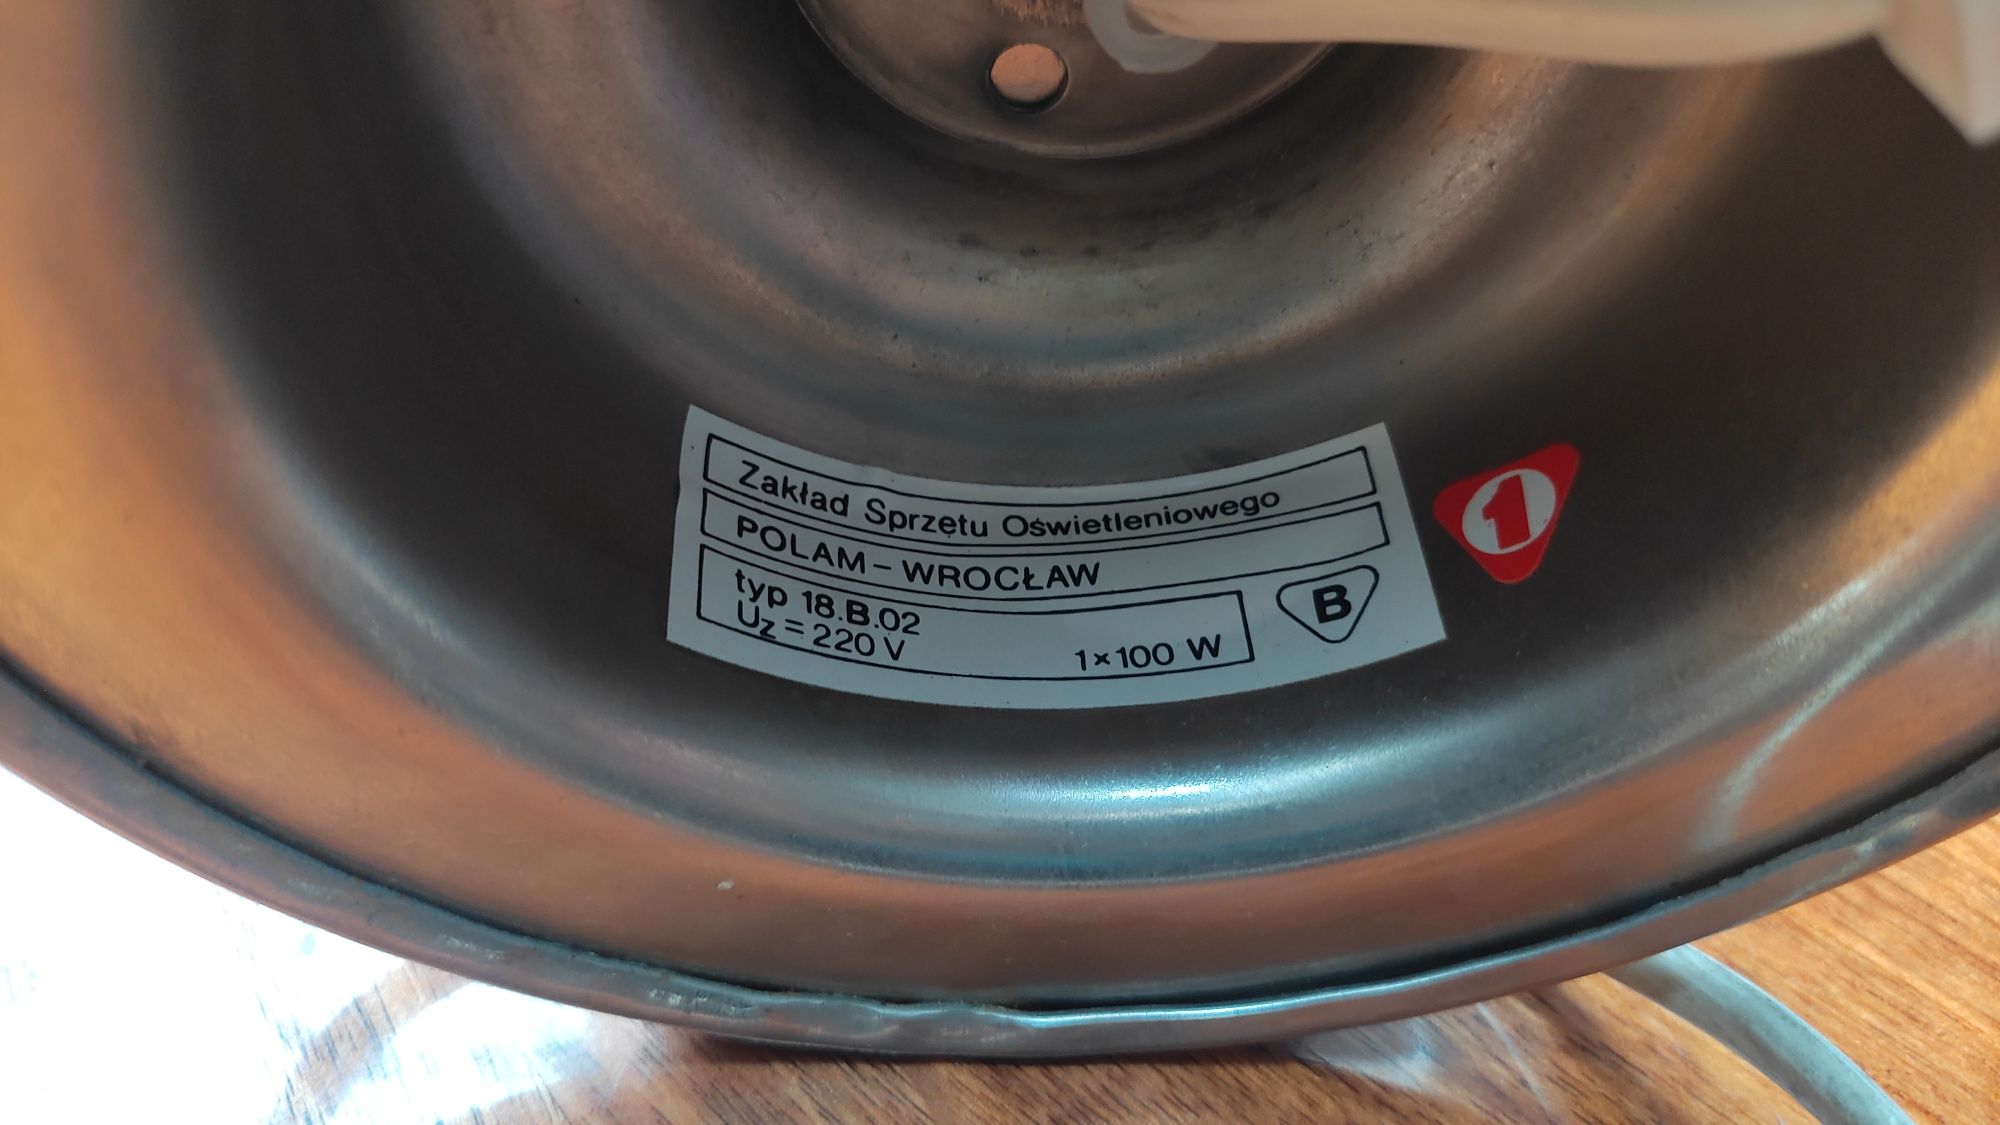 Zakład Sprzętu Oświetleniowego
POLAM-WROCŁAW
typ 18.B.02
Uz=220 V
1×100 W
B
1